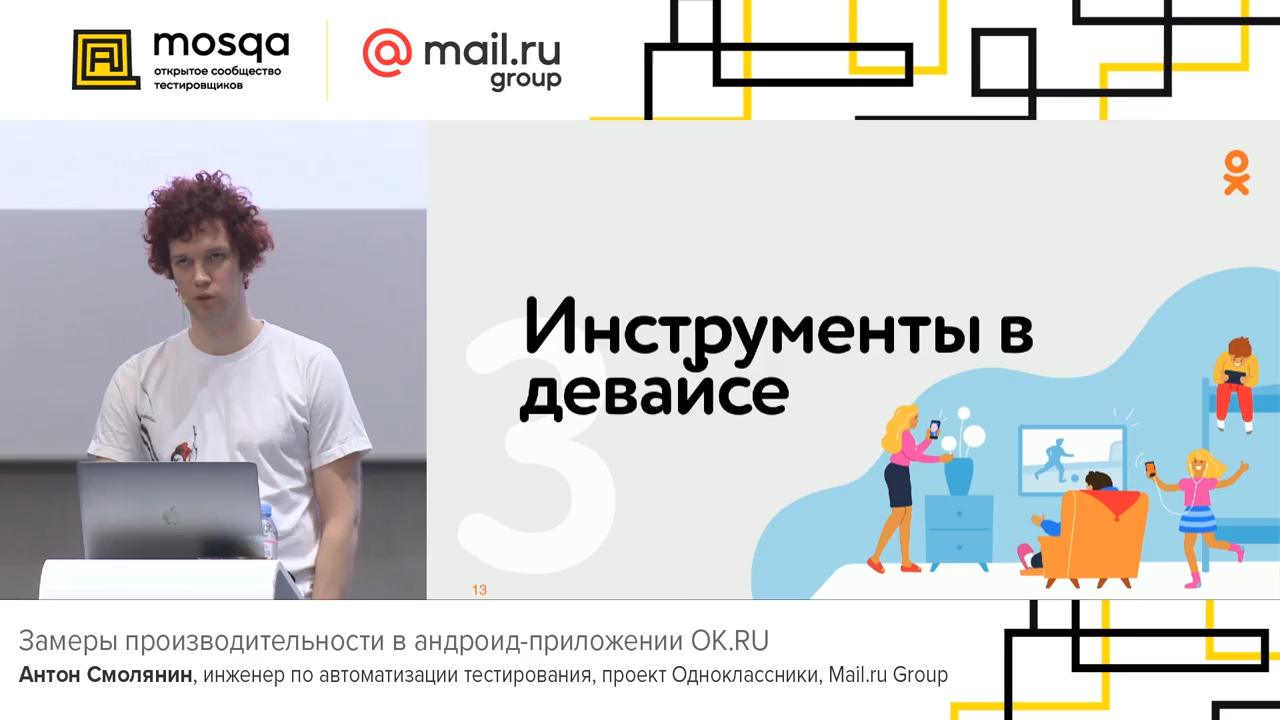 mosqa
открытое сообщество
тестировщиков
@mail.ru
group
3
Инструменты в
девайсе
13
Замеры производительности в андроид-приложении OK.RU
Антон Смолянин, инженер по автоматизации тестирования, проект Одноклассники, Mail.ru Group